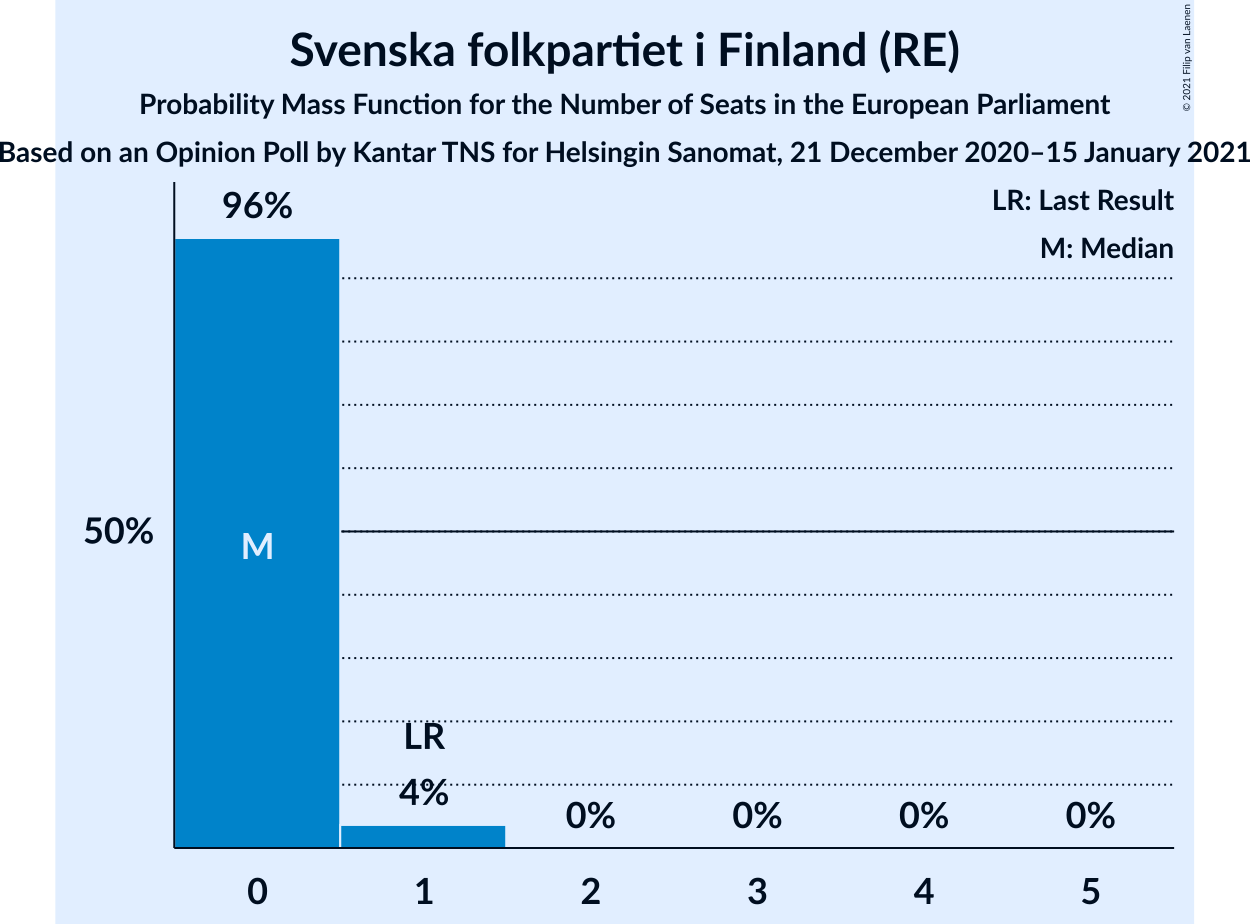 Svenska folkpartiet i Finland (RE)
Probability Mass Function for the Number of Seats in the European Parliament
Based on an Opinion Poll by Kantar TNS for Helsingin Sanomat, 21 December 2020–15 January 2021
© 2021 Filip van Laenen
LR: Last Result
M: Median
96%
50%
M
LR
4%
0%
0%
0%
0%
0
1
2
3
4
5